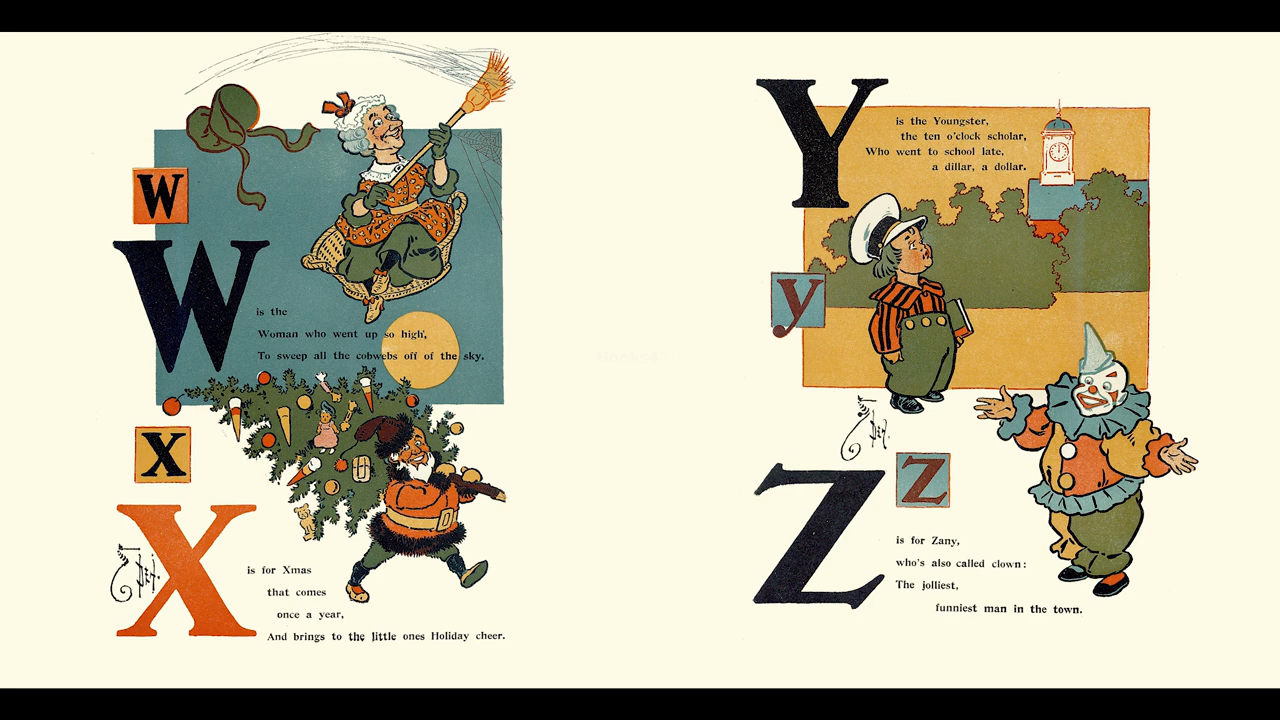 W
W
is the
Woman who went up so high,
To sweep all the cobwebs off of the sky.
X
X
is for Xmas
that comes
once a year,
And brings to the little ones Holiday cheer.
Y
is the Youngster,
the ten o'clock scholar,
Who went to school late,
a dillar, a dollar.
y
Z
Z
is for Zany,
who's also called clown:
The jolliest,
funniest man in the town.